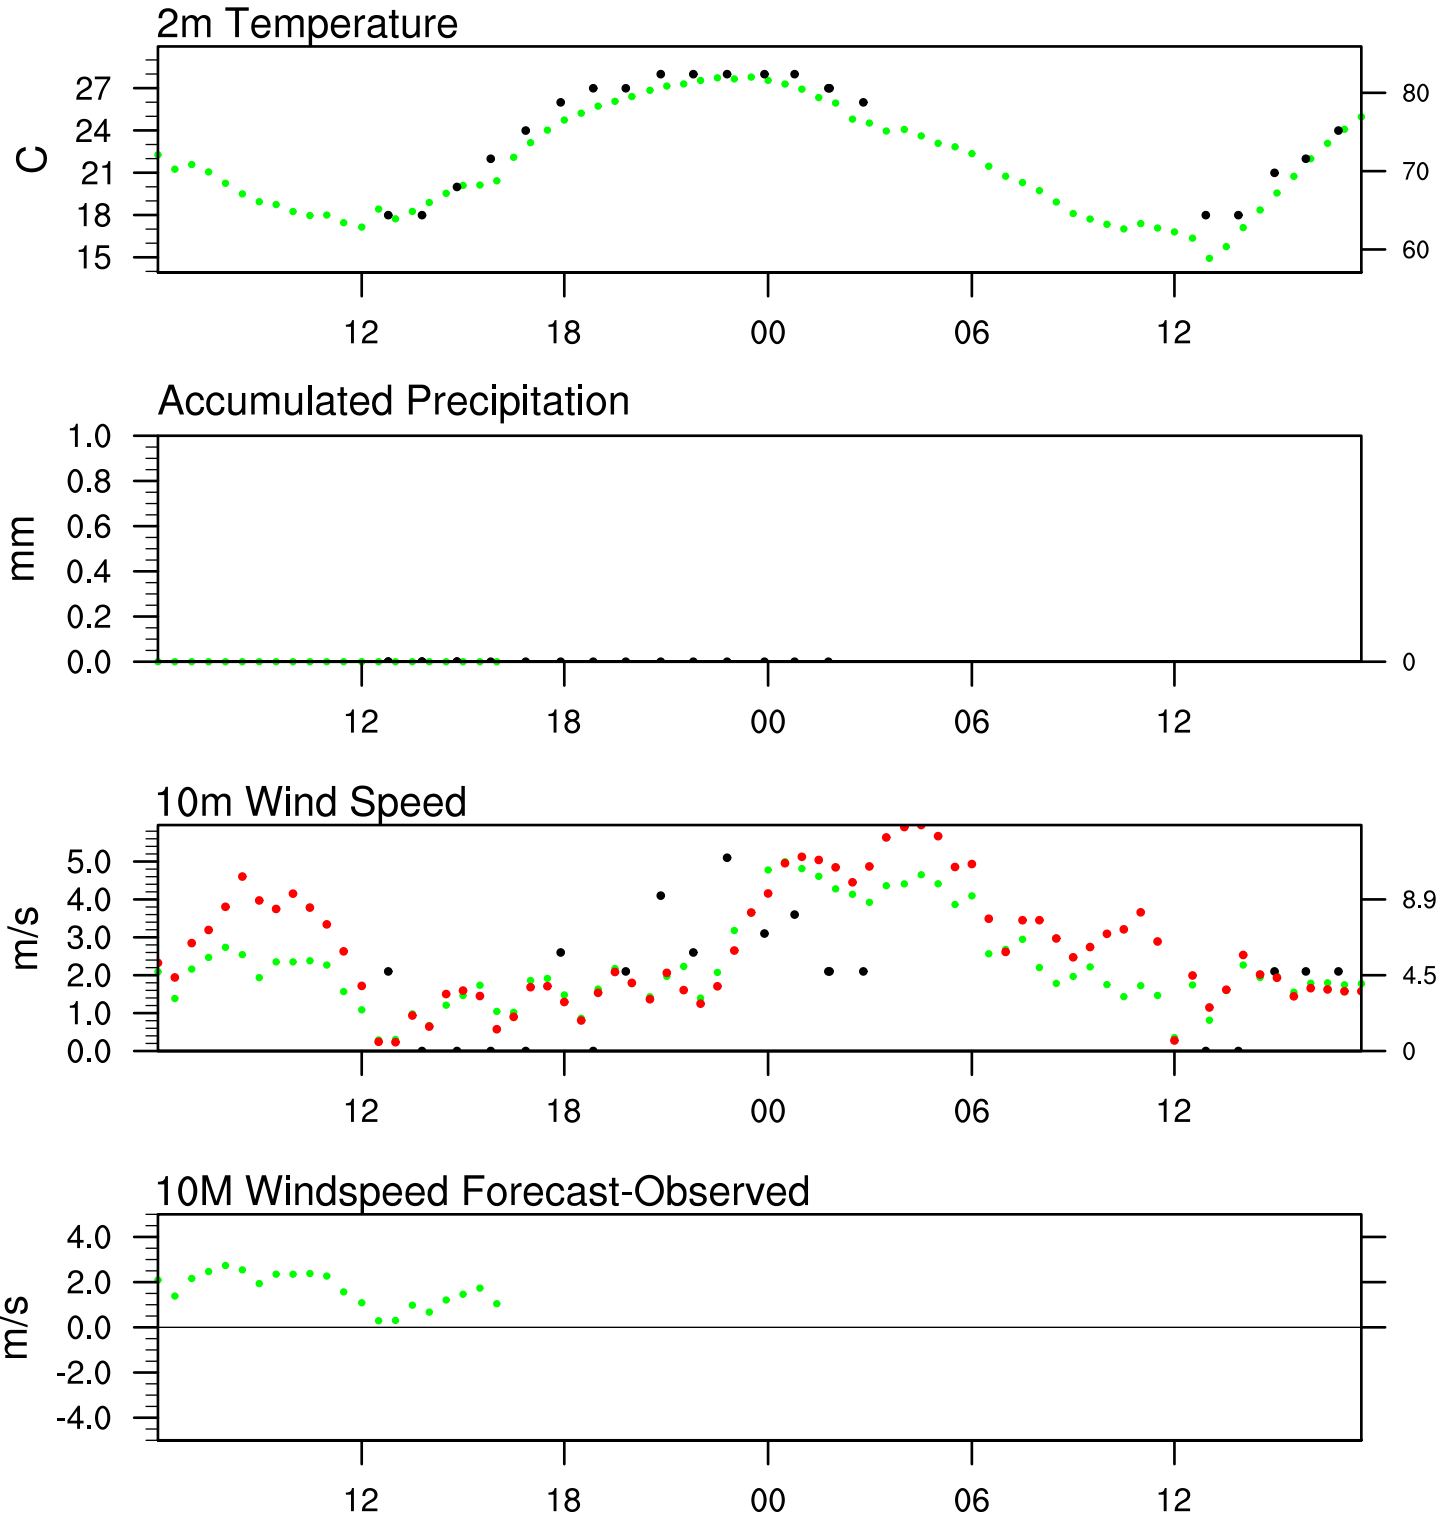 2m Temperature
27
24
21
18
15
C
80
70
60
12 18 00 06 12
Accumulated Precipitation
1.0
0.8
0.6
0.4
0.2
0.0
mm
0
12 18 00 06 12
10m Wind Speed
5.0
4.0
3.0
2.0
1.0
0.0
m/s
8.9
4.5
0
12 18 00 06 12
10M Windspeed Forecast-Observed
4.0
2.0
0.0
-2.0
-4.0
m/s
12 18 00 06 12